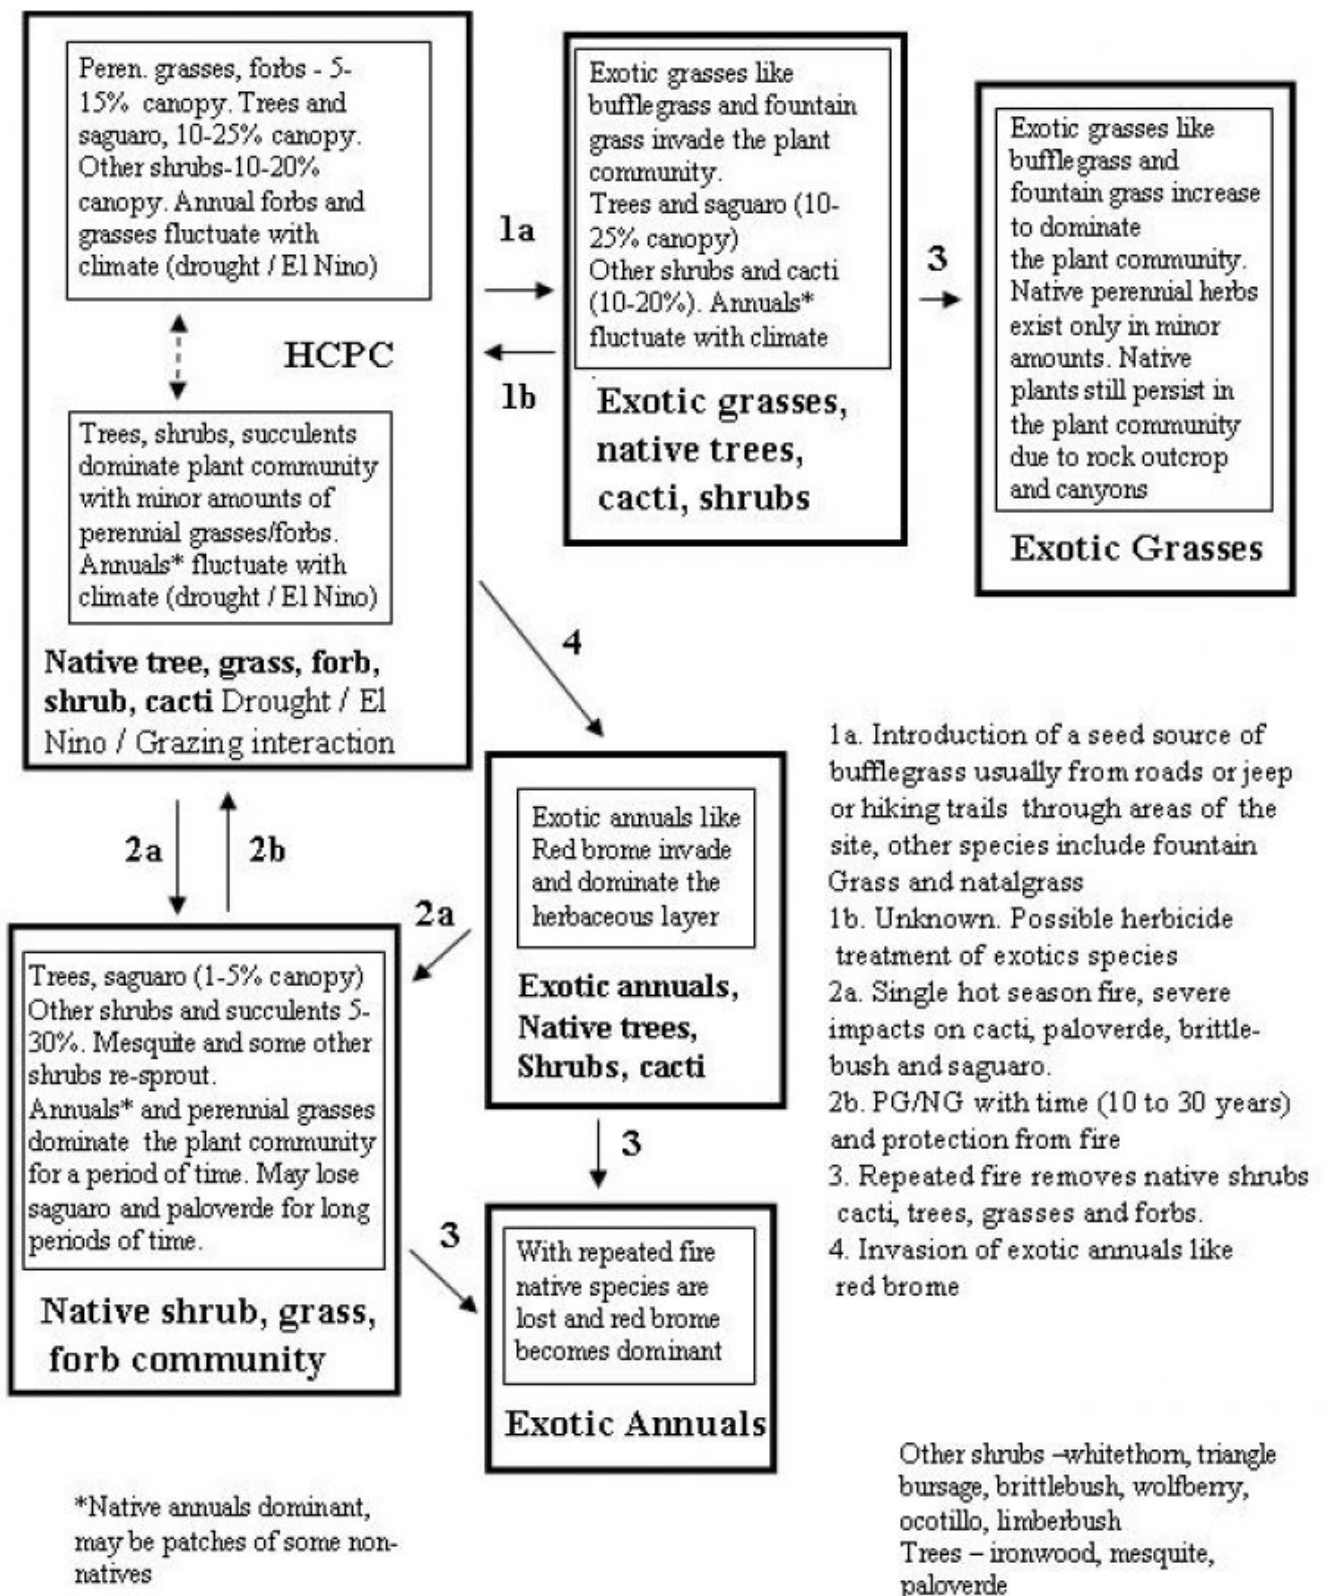 Peren. grasses, forbs - 5-
15% canopy. Trees and
saguaro, 10-25% canopy.
Other shrubs-10-20%
canopy. Annual forbs and
grasses fluctuate with
climate (drought / El Nino)
HCPC
Trees, shrubs, succulents
dominate plant community
with minor amounts of
perennial grasses/forbs.
Annuals* fluctuate with
climate (drought / El Nino)
Native tree, grass, forb,
shrub, cacti Drought / El
Nino / Grazing interaction
1a
1b
Exotic grasses like
bufflegrass and fountain
grass invade the plant
community.
Trees and saguaro (10-
25% canopy)
Other shrubs and cacti
(10-20%). Annuals*
fluctuate with climate
Exotic grasses,
native trees,
cacti, shrubs
3
Exotic grasses like
bufflegrass and
fountain grass increase
to dominate
the plant community.
Native perennial herbs
exist only in minor
amounts. Native
plants still persist in
the plant community
due to rock outcrop
and canyons
Exotic Grasses
4
2a
2b
Exotic annuals like
Red brome invade
and dominate the
herbaceous layer
Exotic annuals,
Native trees,
Shrubs, cacti
2a
Trees, saguaro (1-5% canopy)
Other shrubs and succulents 5-
30%. Mesquite and some other
shrubs re-sprout.
Annuals* and perennial grasses
dominate the plant community
for a period of time. May lose
saguaro and paloverde for long
periods of time.
Native shrub, grass,
forb community
3
3
With repeated fire
native species are
lost and red brome
becomes dominant
Exotic Annuals
1a. Introduction of a seed source of
bufflegrass usually from roads or jeep
or hiking trails through areas of the
site, other species include fountain
Grass and natalgrass
1b. Unknown. Possible herbicide
treatment of exotics species
2a. Single hot season fire, severe
impacts on cacti, paloverde, brittle-
bush and saguaro.
2b. PG/NG with time (10 to 30 years)
and protection from fire
3. Repeated fire removes native shrubs
cacti, trees, grasses and forbs.
4. Invasion of exotic annuals like
red brome
*Native annuals dominant,
may be patches of some non-
natives
Other shrubs –whitethorn, triangle
bursage, brittlebush, wolfberry,
ocotillo, limberbush
Trees – ironwood, mesquite,
paloverde